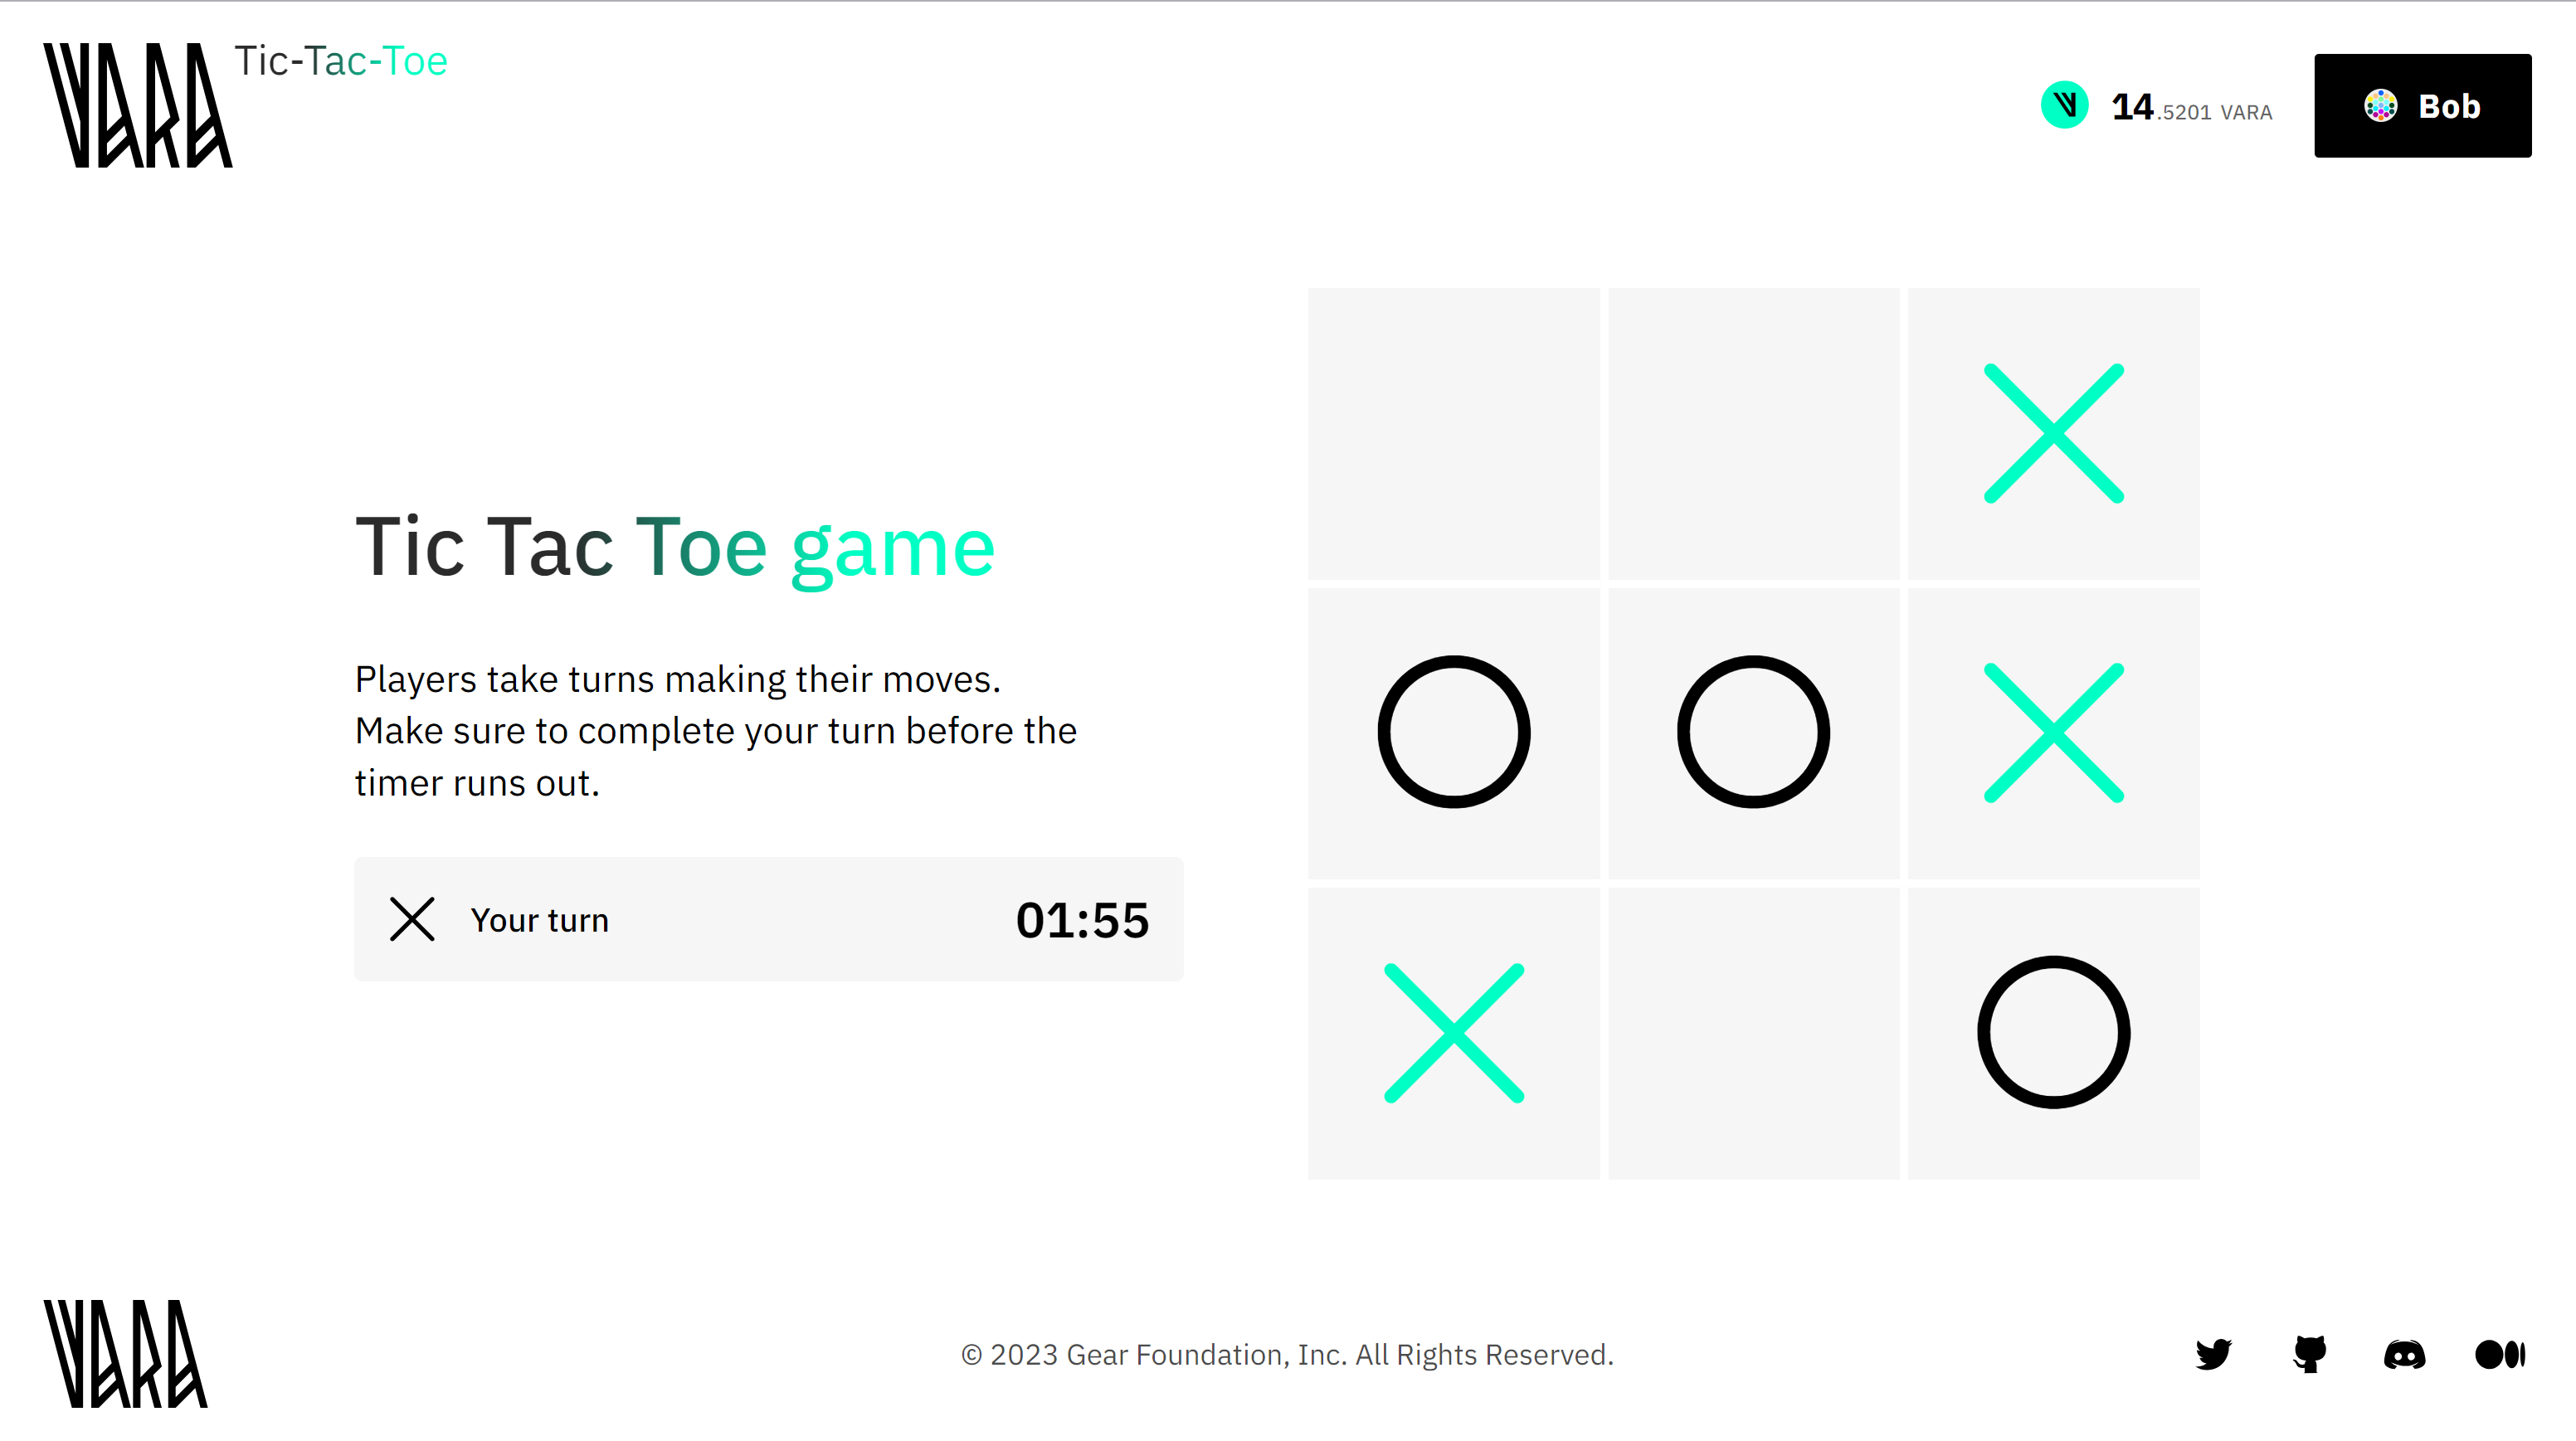 VARA Tic-Tac-Toe
14.5201 VARA
Bob
Tic Tac Toe game
Players take turns making their moves.
Make sure to complete your turn before the
timer runs out.
Your turn 01:55
VARA
© 2023 Gear Foundation, Inc. All Rights Reserved.